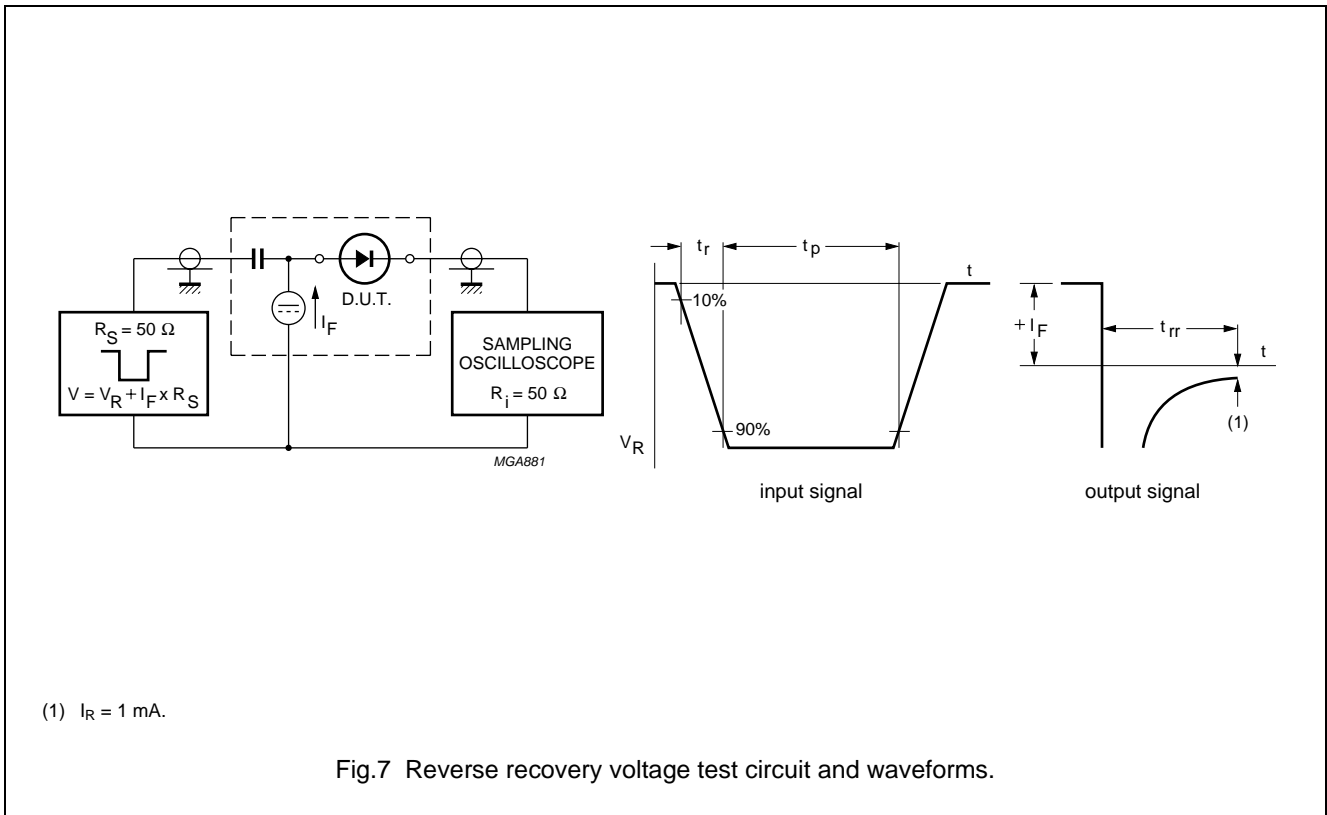 R_S = 50 Ω
V = V_R + I_F x R_S
I_F
D.U.T.
SAMPLING
OSCILLOSCOPE
R_i = 50 Ω
MGA881
t_r
t_p
t
10%
90%
V_R
input signal
+ I_F
t_rr
t
(1)
output signal
(1) I_R = 1 mA.
Fig.7 Reverse recovery voltage test circuit and waveforms.